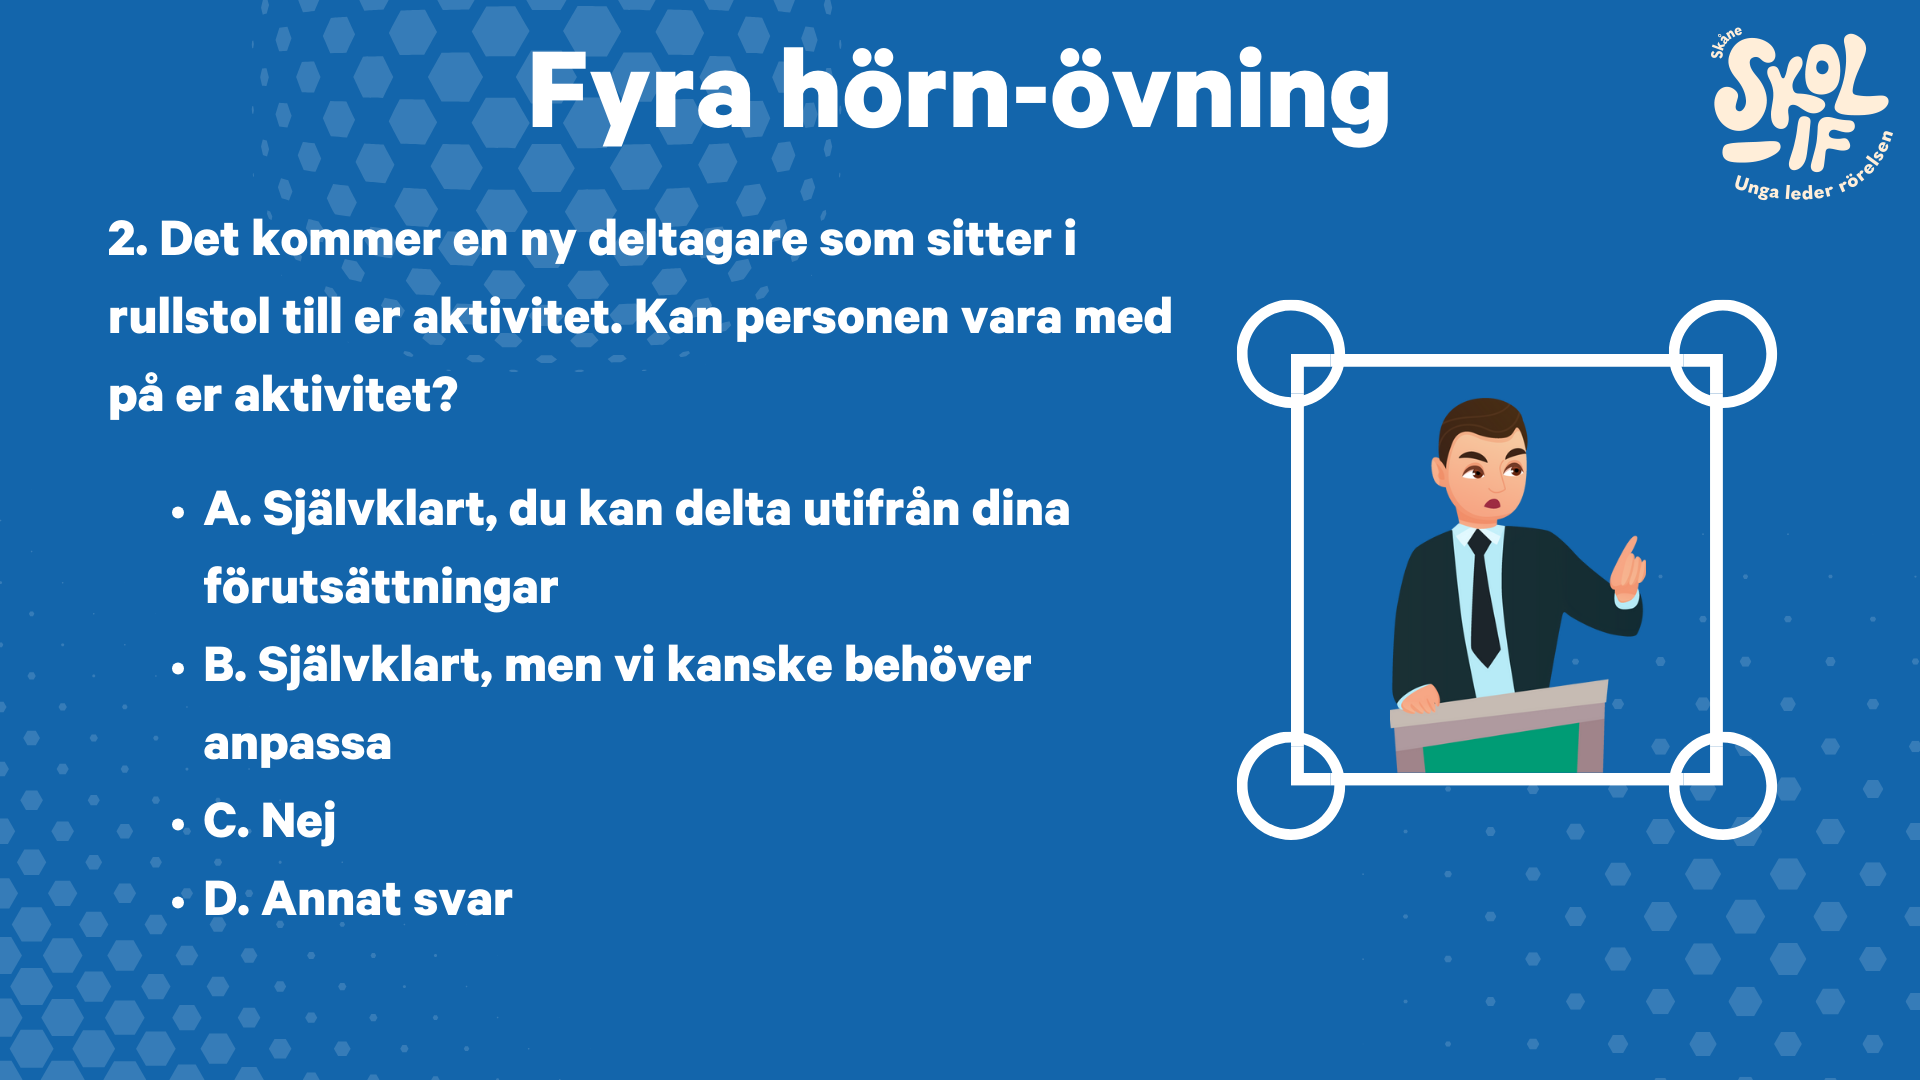 Fyra hörn-övning
Skåne
SKOL
-IF
Unga leder rörelsen
2. Det kommer en ny deltagare som sitter i
rullstol till er aktivitet. Kan personen vara med
på er aktivitet?
• A. Självklart, du kan delta utifrån dina
förutsättningar
• B. Självklart, men vi kanske behöver
anpassa
• C. Nej
• D. Annat svar